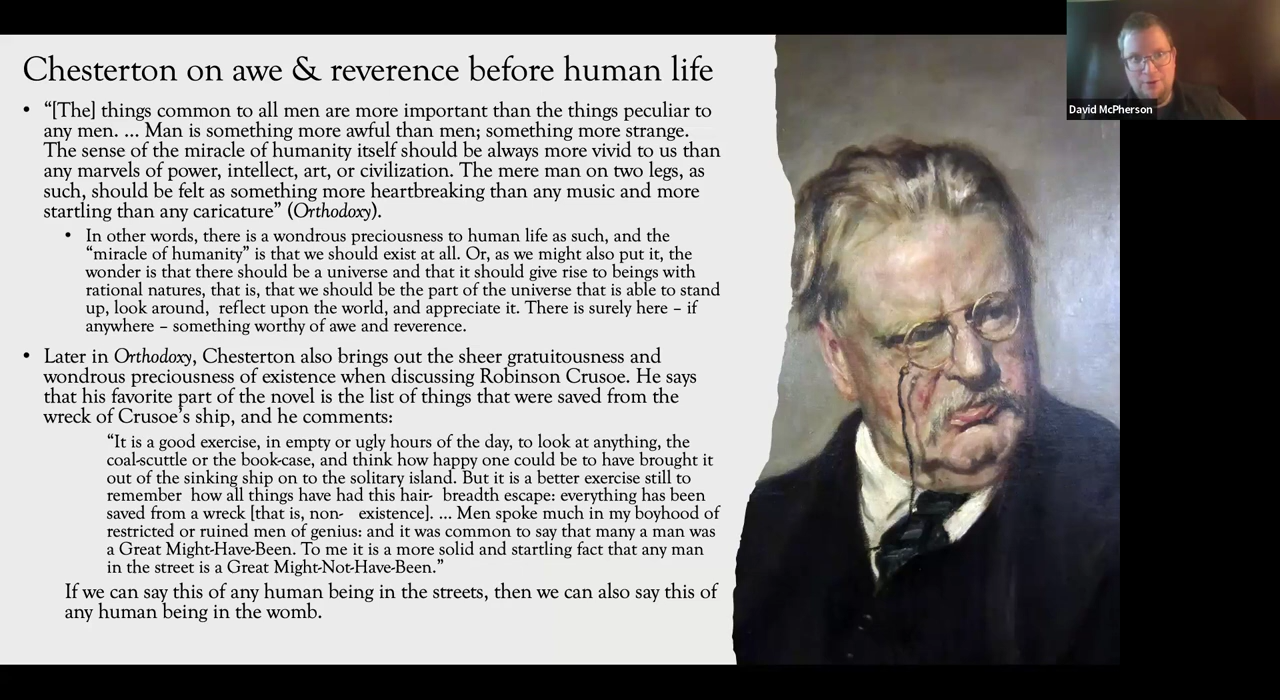 Chesterton on awe & reverence before human life
• “[The] things common to all men are more important than the things peculiar to
any men. ... Man is something more awful than men; something more strange.
The sense of the miracle of humanity itself should be always more vivid to us than
any marvels of power, intellect, art, or civilization. The mere man on two legs, as
such, should be felt as something more heartbreaking than any music and more
startling than any caricature” (Orthodoxy).
• In other words, there is a wondrous preciousness to human life as such, and the
“miracle of humanity” is that we should exist at all. Or, as we might also put it, the
wonder is that there should be a universe and that it should give rise to beings with
rational natures, that is, that we should be the part of the universe that is able to stand
up, look around, reflect upon the world, and appreciate it. There is surely here – if
anywhere – something worthy of awe and reverence.
• Later in Orthodoxy, Chesterton also brings out the sheer gratuitousness and
wondrous preciousness of existence when discussing Robinson Crusoe. He says
that his favorite part of the novel is the list of things that were saved from the
wreck of Crusoe’s ship, and he comments:
“It is a good exercise, in empty or ugly hours of the day, to look at anything, the
coal-scuttle or the book-case, and think how happy one could be to have brought it
out of the sinking ship on to the solitary island. But it is a better exercise still to
remember how all things have had this hair- breadth escape: everything has been
saved from a wreck [that is, non- existence]. ... Men spoke much in my boyhood of
restricted or ruined men of genius: and it was common to say that many a man was
a Great Might-Have-Been. To me it is a more solid and startling fact that any man
in the street is a Great Might-Not-Have-Been.”
If we can say this of any human being in the streets, then we can also say this of
any human being in the womb.
David McPherson